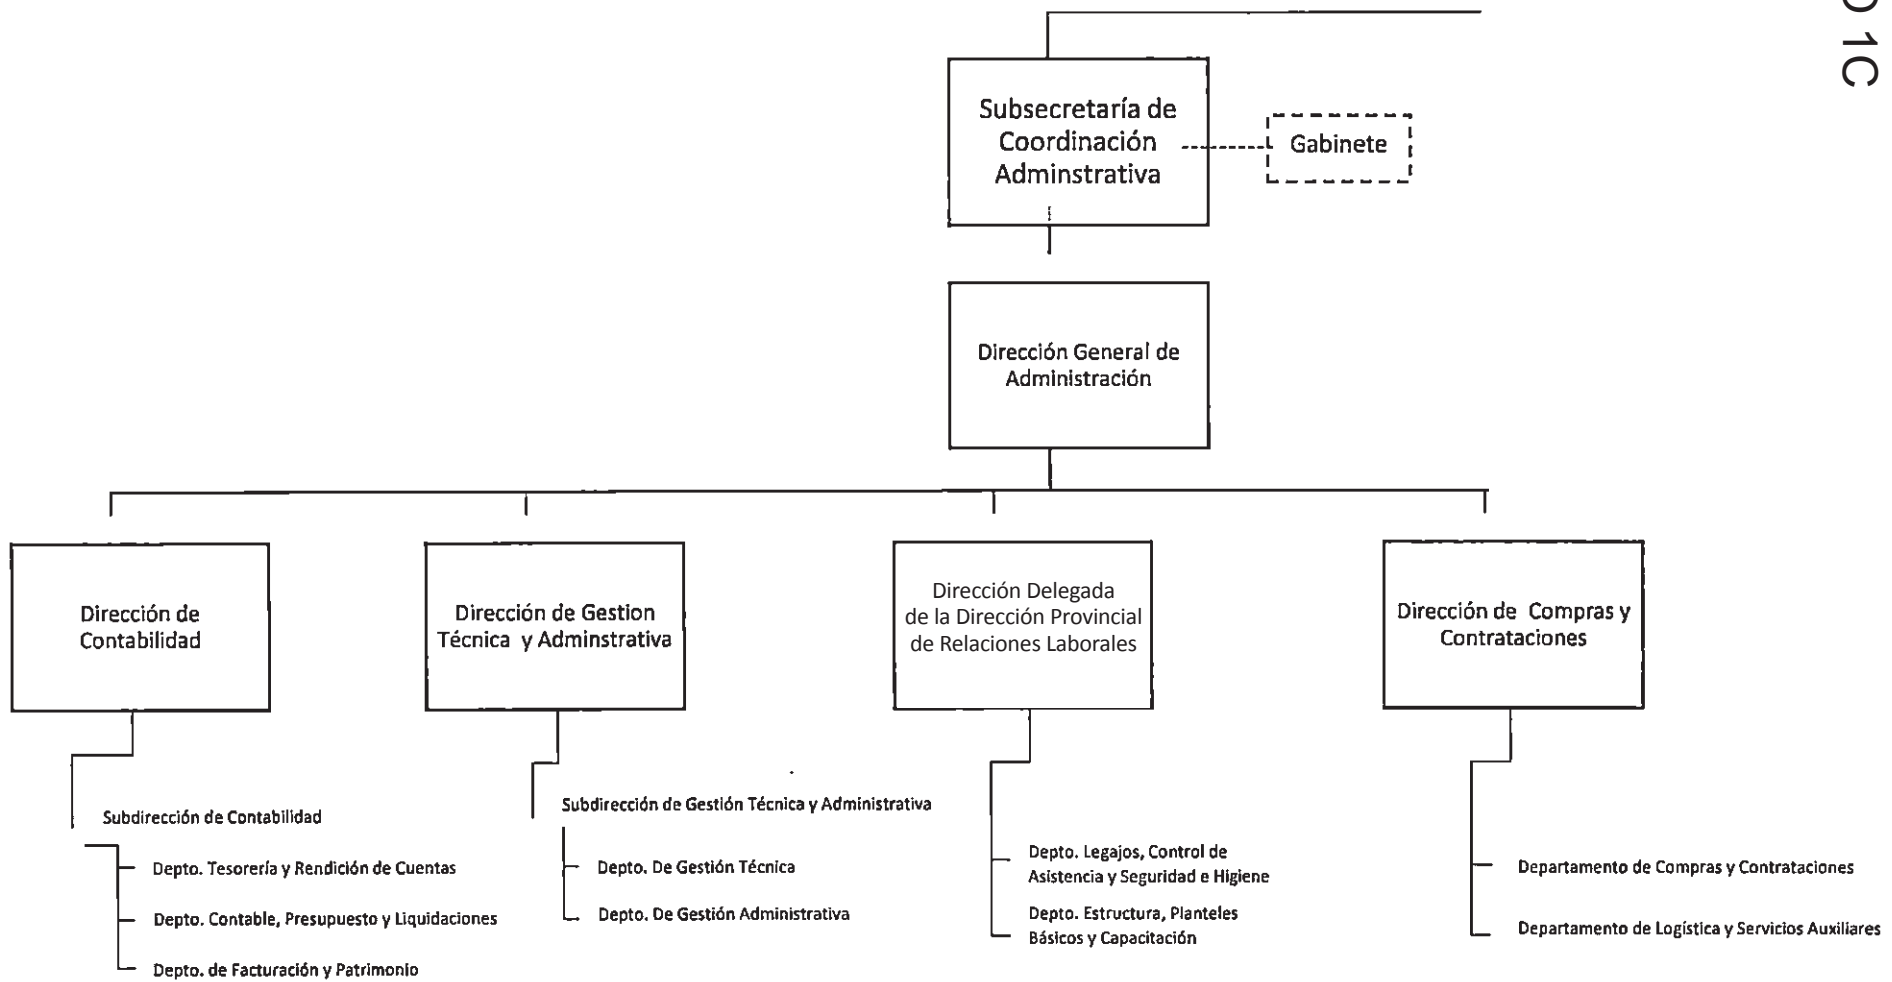 O 1C
Subsecretaría de
Coordinación
Adminstrativa
Gabinete
Dirección General de
Administración
Dirección de
Contabilidad
Dirección de Gestion
Técnica y Adminstrativa
Dirección Delegada
de la Dirección Provincial
de Relaciones Laborales
Dirección de Compras y
Contrataciones
Subdirección de Contabilidad
Depto. Tesorería y Rendición de Cuentas
Depto. Contable, Presupuesto y Liquidaciones
Depto. de Facturación y Patrimonio
Subdirección de Gestión Técnica y Administrativa
Depto. De Gestión Técnica
Depto. De Gestión Administrativa
Depto. Legajos, Control de
Asistencia y Seguridad e Higiene
Depto. Estructura, Planteles
Básicos y Capacitación
Departamento de Compras y Contrataciones
Departamento de Logística y Servicios Auxiliares